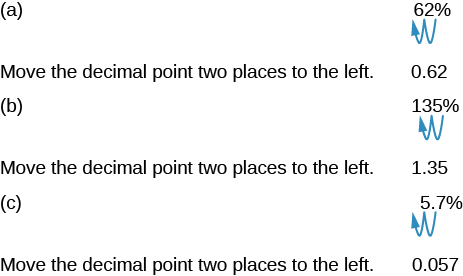 (a) 62%
Move the decimal point two places to the left. 0.62
(b) 135%
Move the decimal point two places to the left. 1.35
(c) 5.7%
Move the decimal point two places to the left. 0.057